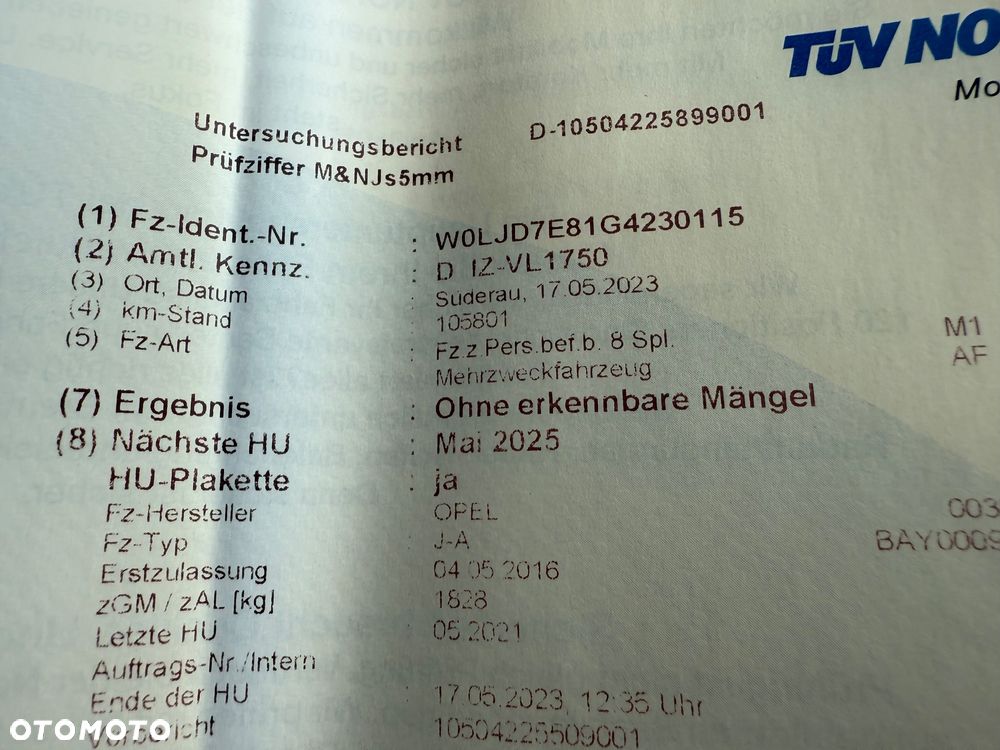 TÜV NO
Mo
Untersuchungsbericht D-10504225899001
Prüfziffer M&NJs5mm
(1) Fz-Ident.-Nr. : W0LJD7E81G4230115
(2) Amtl. Kennz. : D IZ-VL1750
(3) Ort, Datum : Süderau, 17.05.2023
(4) km-Stand : 105801
(5) Fz-Art : Fz.z.Pers.bef.b. 8 Spl. M1
Mehrzweckfahrzeug AF
(7) Ergebnis : Ohne erkennbare Mängel
(8) Nächste HU : Mai 2025
HU-Plakette : ja
Fz-Hersteller : OPEL 003
Fz-Typ : J-A BAY0009
Erstzulassung : 04.05.2016
zGM / zAL [kg] : 1828
Letzte HU : 05.2021
Auftrags-Nr./Intern
Ende der HU : 17.05.2023, 12:35 Uhr
Vorbericht : 10504225509001
OTOMOTO